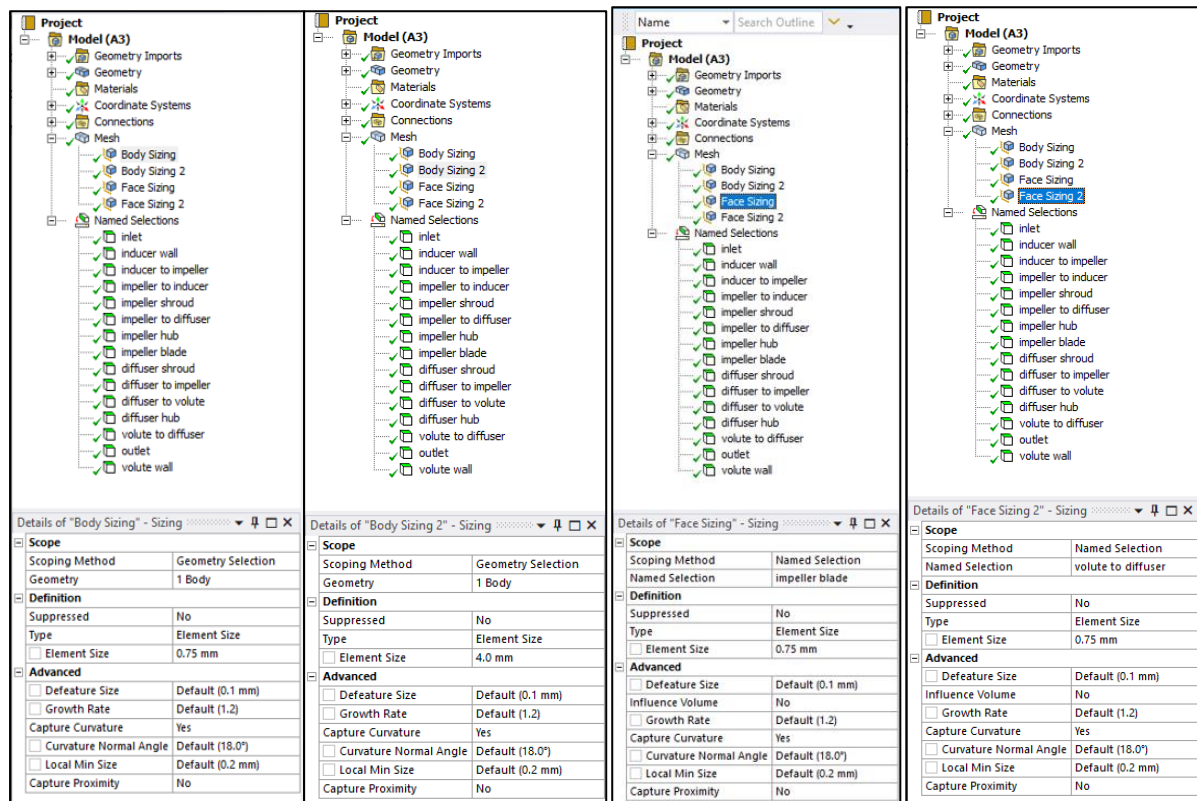 Project
Model (A3)
Geometry Imports
Geometry
Materials
Coordinate Systems
Connections
Mesh
Body Sizing
Body Sizing 2
Face Sizing
Face Sizing 2
Named Selections
inlet
inducer wall
inducer to impeller
impeller to inducer
impeller shroud
impeller to diffuser
impeller hub
impeller blade
diffuser shroud
diffuser to impeller
diffuser to volute
diffuser hub
volute to diffuser
outlet
volute wall
Details of "Body Sizing" - Sizing
Scope
Scoping Method Geometry Selection
Geometry 1 Body
Definition
Suppressed No
Type Element Size
Element Size 0.75 mm
Advanced
Defeature Size Default (0.1 mm)
Growth Rate Default (1.2)
Capture Curvature Yes
Curvature Normal Angle Default (18.0°)
Local Min Size Default (0.2 mm)
Capture Proximity No
Project
Model (A3)
Geometry Imports
Geometry
Materials
Coordinate Systems
Connections
Mesh
Body Sizing
Body Sizing 2
Face Sizing
Face Sizing 2
Named Selections
inlet
inducer wall
inducer to impeller
impeller to inducer
impeller shroud
impeller to diffuser
impeller hub
impeller blade
diffuser shroud
diffuser to impeller
diffuser to volute
diffuser hub
volute to diffuser
outlet
volute wall
Details of "Body Sizing 2" - Sizing
Scope
Scoping Method Geometry Selection
Geometry 1 Body
Definition
Suppressed No
Type Element Size
Element Size 4.0 mm
Advanced
Defeature Size Default (0.1 mm)
Growth Rate Default (1.2)
Capture Curvature Yes
Curvature Normal Angle Default (18.0°)
Local Min Size Default (0.2 mm)
Capture Proximity No
Name Search Outline
Project
Model (A3)
Geometry Imports
Geometry
Materials
Coordinate Systems
Connections
Mesh
Body Sizing
Body Sizing 2
Face Sizing
Face Sizing 2
Named Selections
inlet
inducer wall
inducer to impeller
impeller to inducer
impeller shroud
impeller to diffuser
impeller hub
impeller blade
diffuser shroud
diffuser to impeller
diffuser to volute
diffuser hub
volute to diffuser
outlet
volute wall
Details of "Face Sizing" - Sizing
Scope
Scoping Method Named Selection
Named Selection impeller blade
Definition
Suppressed No
Type Element Size
Element Size 0.75 mm
Advanced
Defeature Size Default (0.1 mm)
Influence Volume No
Growth Rate Default (1.2)
Capture Curvature Yes
Curvature Normal Angle Default (18.0°)
Local Min Size Default (0.2 mm)
Capture Proximity No
Project
Model (A3)
Geometry Imports
Geometry
Materials
Coordinate Systems
Connections
Mesh
Body Sizing
Body Sizing 2
Face Sizing
Face Sizing 2
Named Selections
inlet
inducer wall
inducer to impeller
impeller to inducer
impeller shroud
impeller to diffuser
impeller hub
impeller blade
diffuser shroud
diffuser to impeller
diffuser to volute
diffuser hub
volute to diffuser
outlet
volute wall
Details of "Face Sizing 2" - Sizing
Scope
Scoping Method Named Selection
Named Selection volute to diffuser
Definition
Suppressed No
Type Element Size
Element Size 0.75 mm
Advanced
Defeature Size Default (0.1 mm)
Influence Volume No
Growth Rate Default (1.2)
Capture Curvature Yes
Curvature Normal Angle Default (18.0°)
Local Min Size Default (0.2 mm)
Capture Proximity No